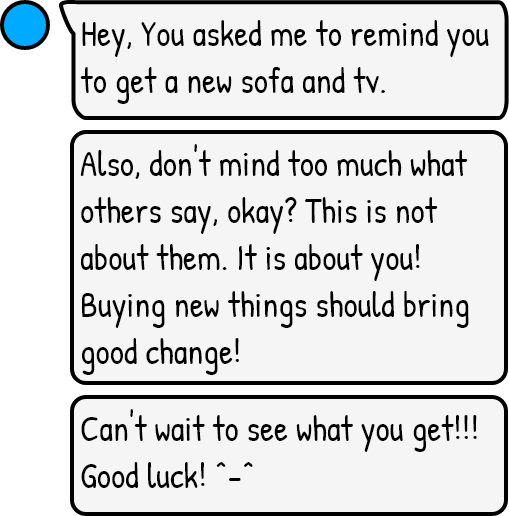 Hey, You asked me to remind you
to get a new sofa and tv.
Also, don't mind too much what
others say, okay? This is not
about them. It is about you!
Buying new things should bring
good change!
Can't wait to see what you get!!!
Good luck! ^-^